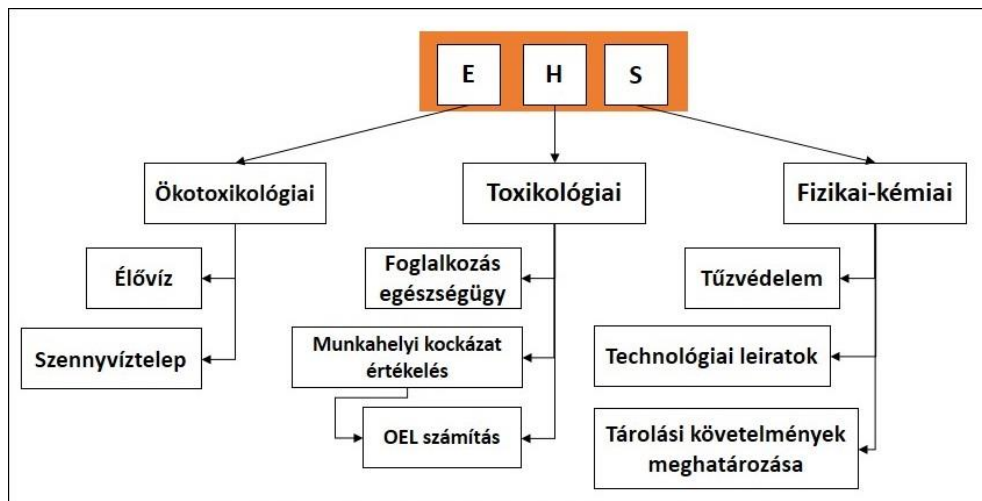 E H S
Ökotoxikológiai
Toxikológiai
Fizikai-kémiai
Élővíz
Szennyvíztelep
Foglalkozás
egészségügy
Munkahelyi kockázat
értékelés
OEL számítás
Tűzvédelem
Technológiai leiratok
Tárolási követelmények
meghatározása